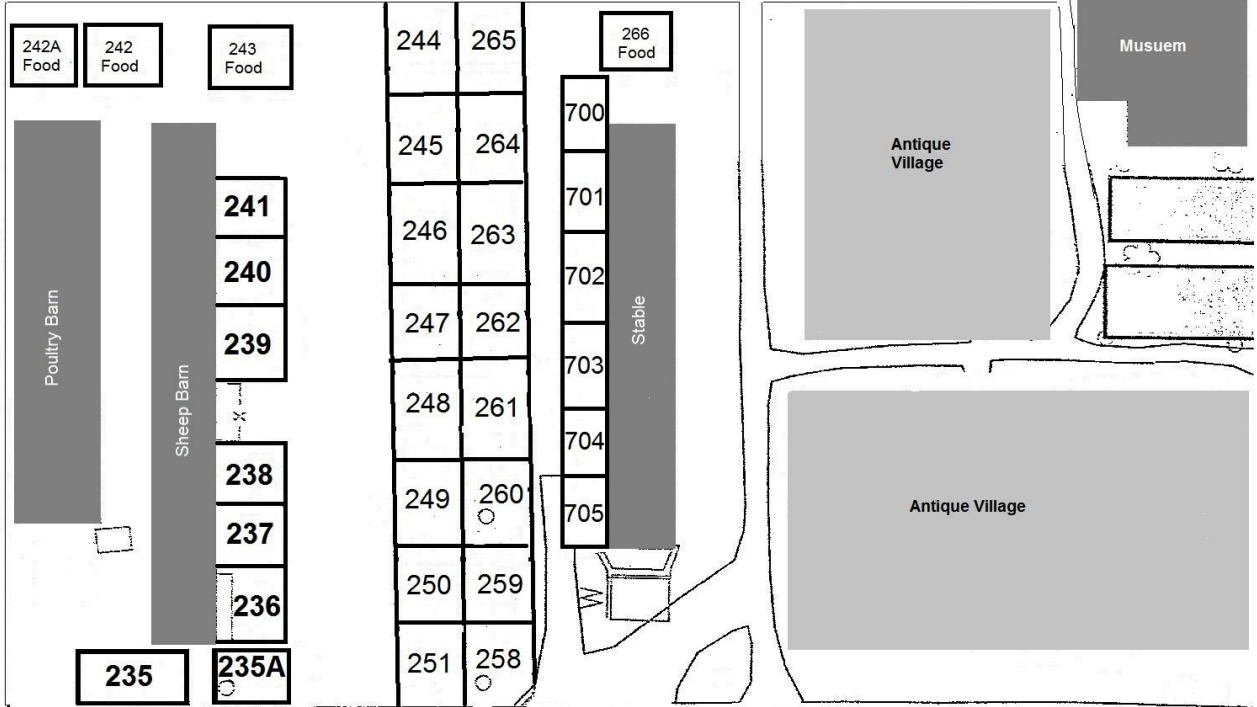 242A
Food
242
Food
243
Food
244
265
266
Food
Musuem
700
245
264
Antique
Village
701
241
246
263
240
702
247
262
Stable
239
703
Poultry Barn
Sheep Barn
248
261
704
X
238
249
260
705
Antique Village
237
250
259
236
251
258
235
235A